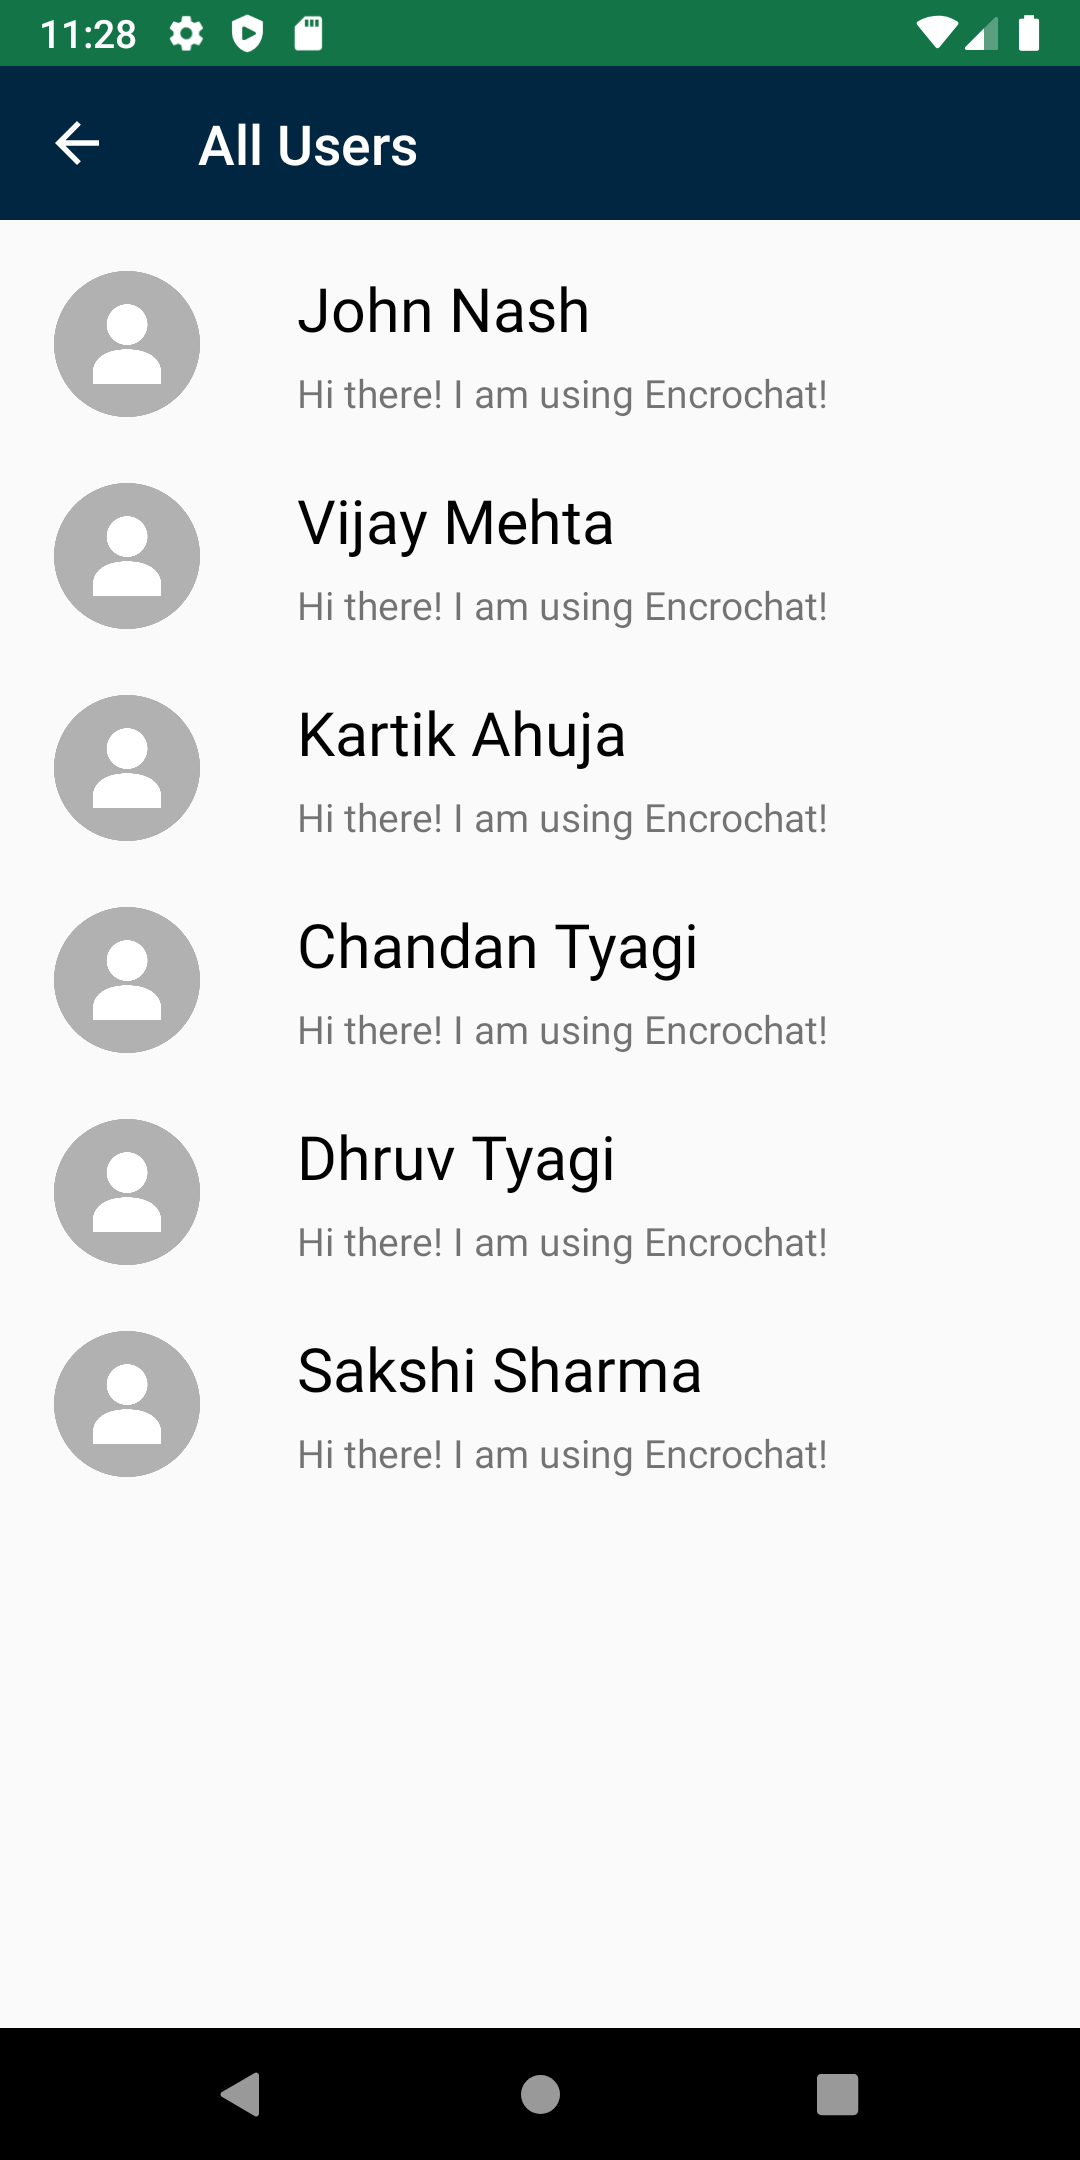 11:28
All Users
John Nash
Hi there! I am using Encrochat!
Vijay Mehta
Hi there! I am using Encrochat!
Kartik Ahuja
Hi there! I am using Encrochat!
Chandan Tyagi
Hi there! I am using Encrochat!
Dhruv Tyagi
Hi there! I am using Encrochat!
Sakshi Sharma
Hi there! I am using Encrochat!